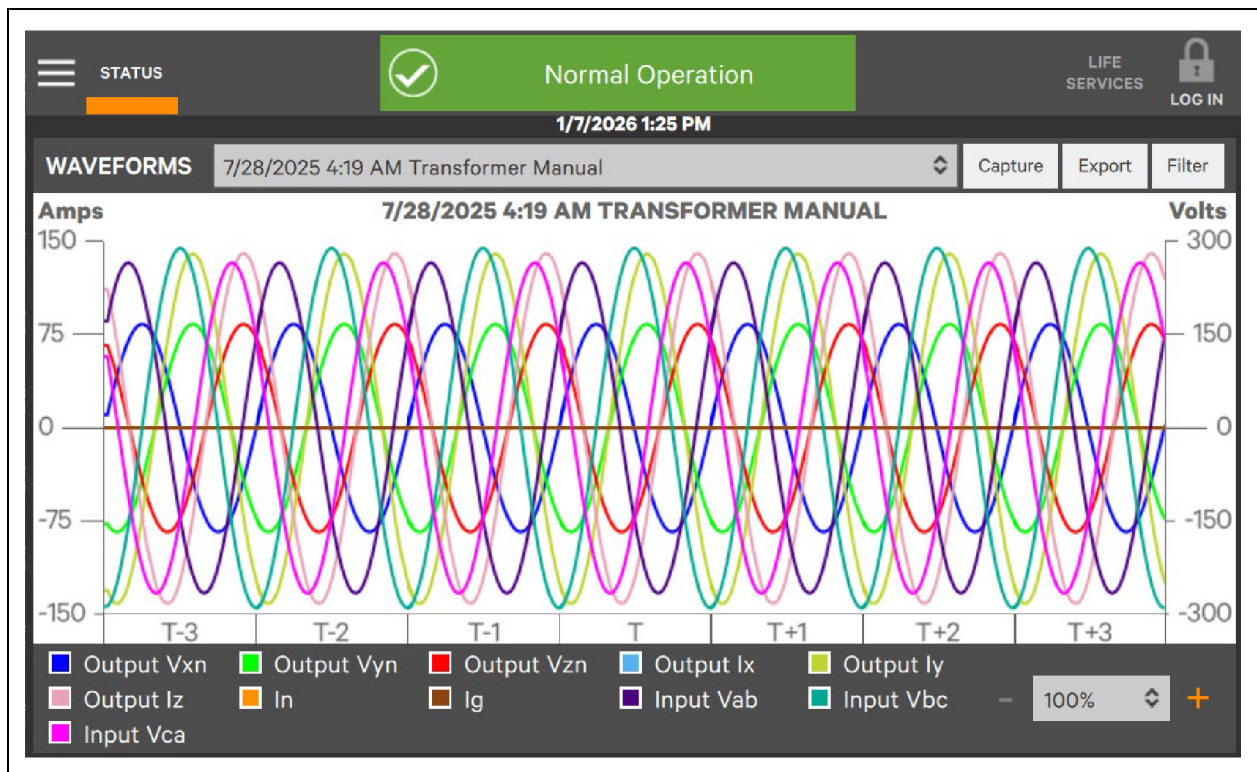 STATUS
Normal Operation
LIFE
SERVICES
LOG IN
1/7/2026 1:25 PM
WAVEFORMS
7/28/2025 4:19 AM Transformer Manual
Capture
Export
Filter
Amps
7/28/2025 4:19 AM TRANSFORMER MANUAL
Volts
150
300
75
150
0
0
-75
-150
-150
-300
T-3 T-2 T-1 T T+1 T+2 T+3
Output Vxn Output Vyn Output Vzn Output Ix Output Iy
Output Iz In Ig Input Vab Input Vbc
- 100% +
Input Vca